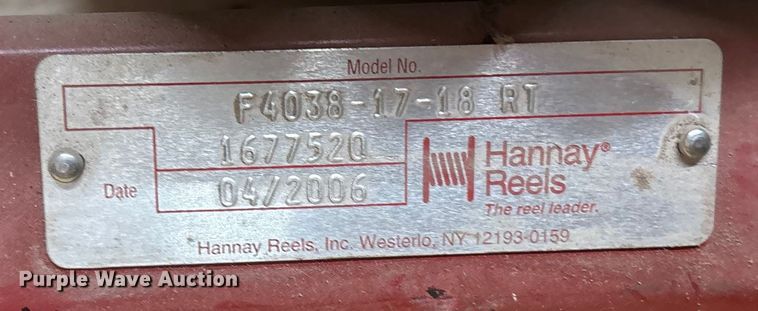 Model No.
F4038-17-18 RT
1677520
Date 04/2006
Hannay®
Reels
The reel leader.
Hannay Reels, Inc. Westerlo, NY 12193-0159
Purple Wave Auction